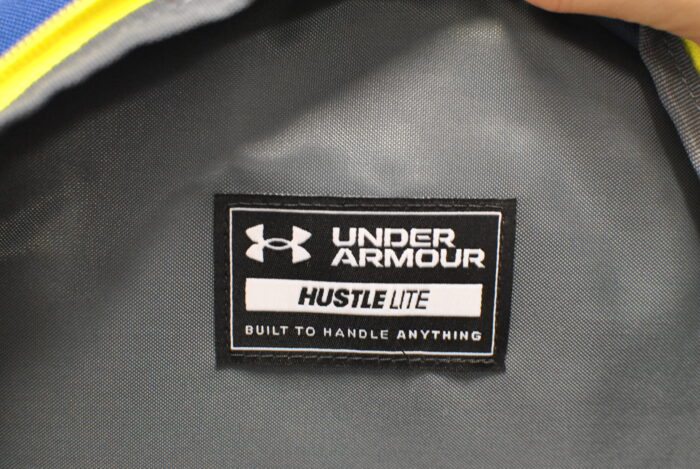 UNDER
ARMOUR
HUSTLE LITE
BUILT TO HANDLE ANYTHING